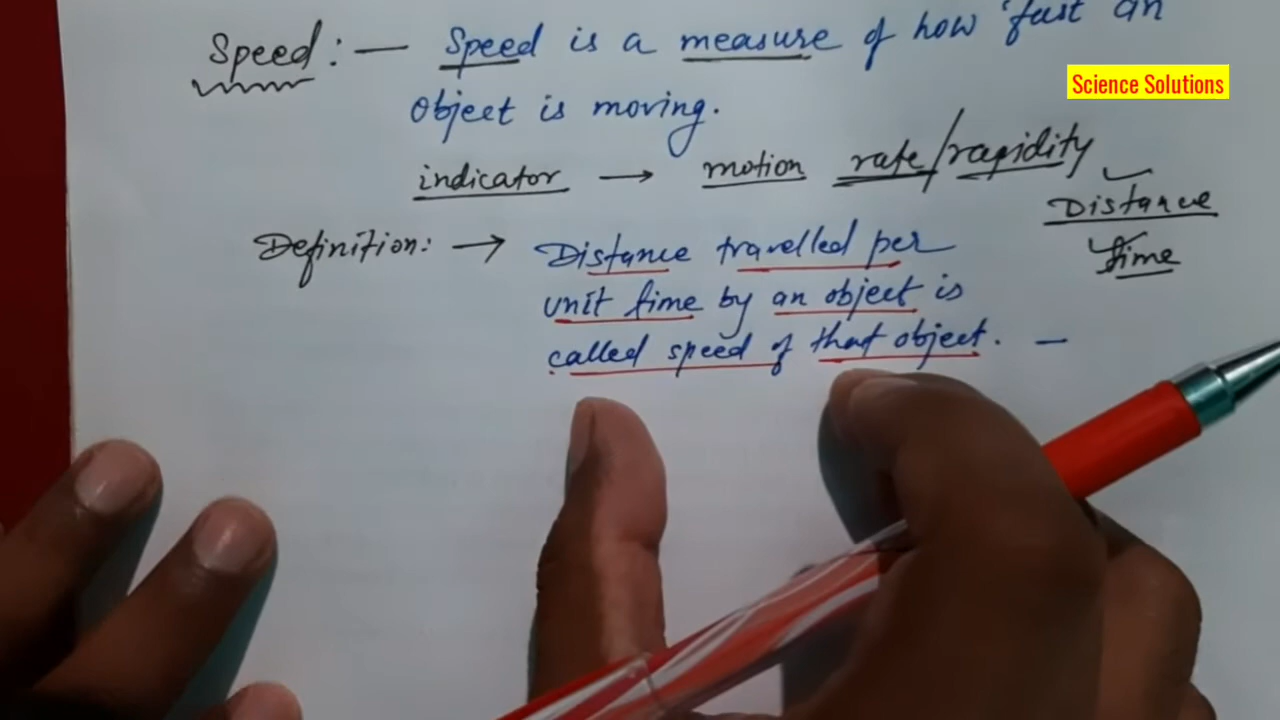 Speed : — Speed is a measure of how fast an
Science Solutions
object is moving.
indicator → motion rate/rapidity
Distance
time
Definition: → Distance travelled per
unit time by an object is
called speed of that object. —